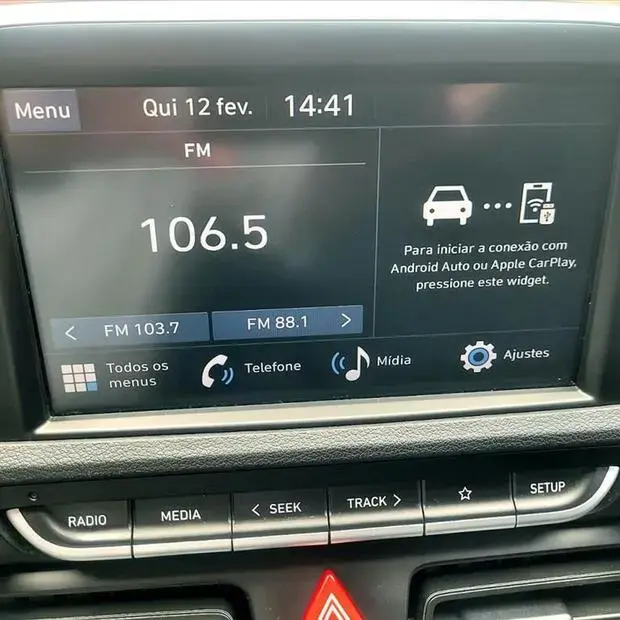 Menu
Qui 12 fev.
14:41
FM
106.5
Para iniciar a conexão com
Android Auto ou Apple CarPlay,
pressione este widget.
< FM 103.7
FM 88.1 >
Todos os
menus
Telefone
Mídia
Ajustes
RADIO
MEDIA
< SEEK
TRACK >
☆
SETUP